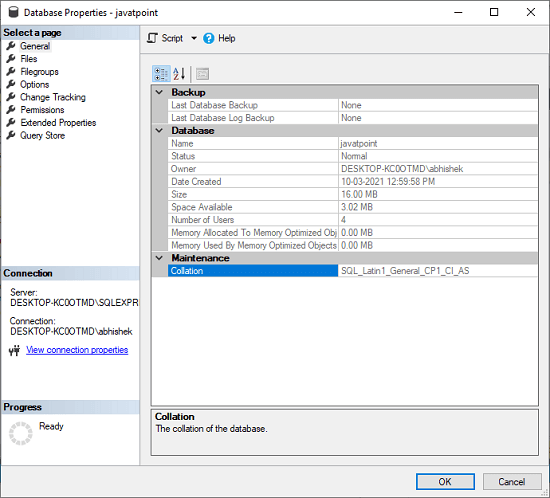 Database Properties - javatpoint
Select a page
General
Files
Filegroups
Options
Change Tracking
Permissions
Extended Properties
Query Store
Connection
Server:
DESKTOP-KC0OTMD\SQLEXPR
Connection:
DESKTOP-KC0OTMD\abhishek
View connection properties
Progress
Ready
Script Help
Backup
Last Database Backup None
Last Database Log Backup None
Database
Name javatpoint
Status Normal
Owner DESKTOP-KC0OTMD\abhishek
Date Created 10-03-2021 12:59:58 PM
Size 16.00 MB
Space Available 3.02 MB
Number of Users 4
Memory Allocated To Memory Optimized Obj 0.00 MB
Memory Used By Memory Optimized Objects 0.00 MB
Maintenance
Collation SQL_Latin1_General_CP1_CI_AS
Collation
The collation of the database.
OK Cancel